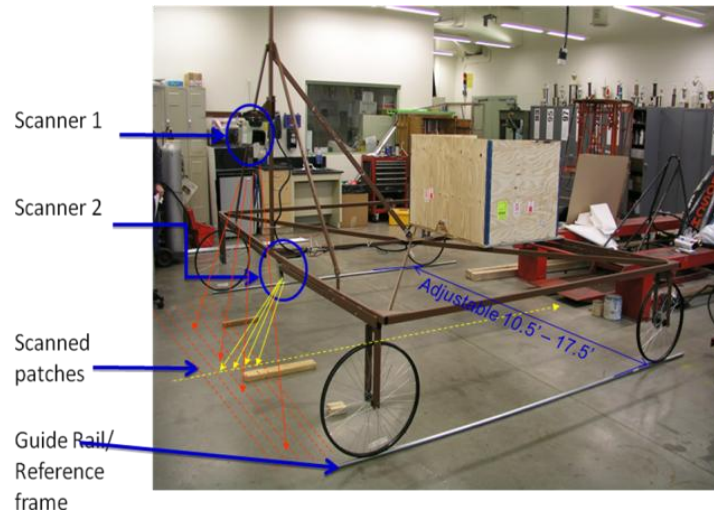 Scanner 1
Scanner 2
Scanned
patches
Guide Rail/
Reference
frame
Adjustable 10.5' – 17.5'